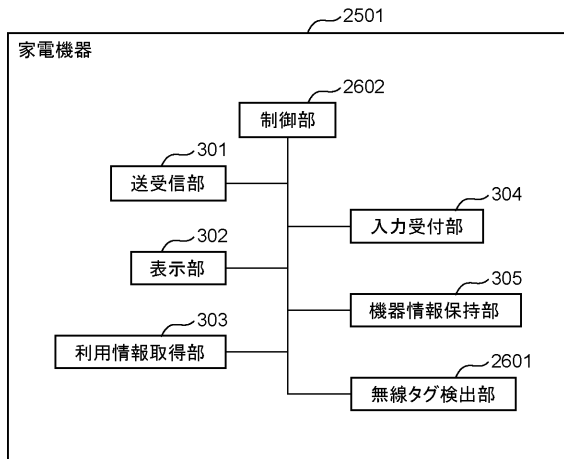 2501
家電機器
2602
制御部
301
送受信部
304
入力受付部
302
表示部
305
機器情報保持部
303
利用情報取得部
2601
無線タグ検出部